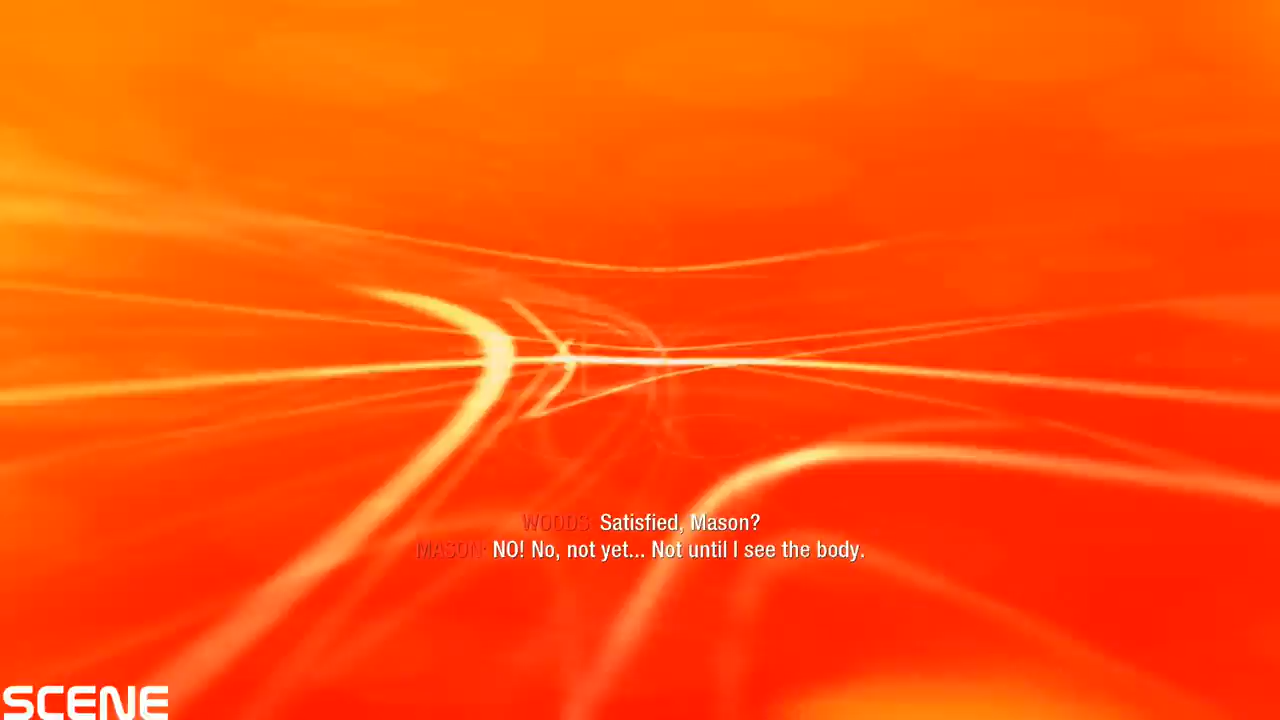 WOODS: Satisfied, Mason?
MASON: NO! No, not yet... Not until I see the body.
SCENE